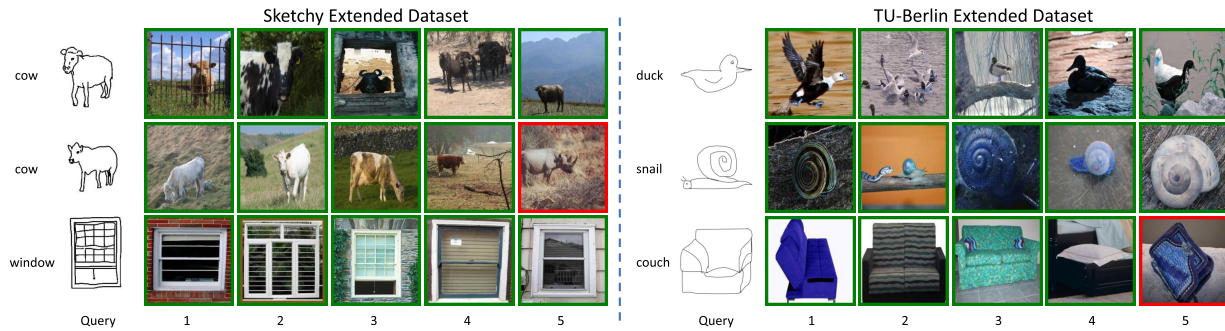 Sketchy Extended Dataset
cow
cow
window
Query 1 2 3 4 5
TU-Berlin Extended Dataset
duck
snail
couch
Query 1 2 3 4 5